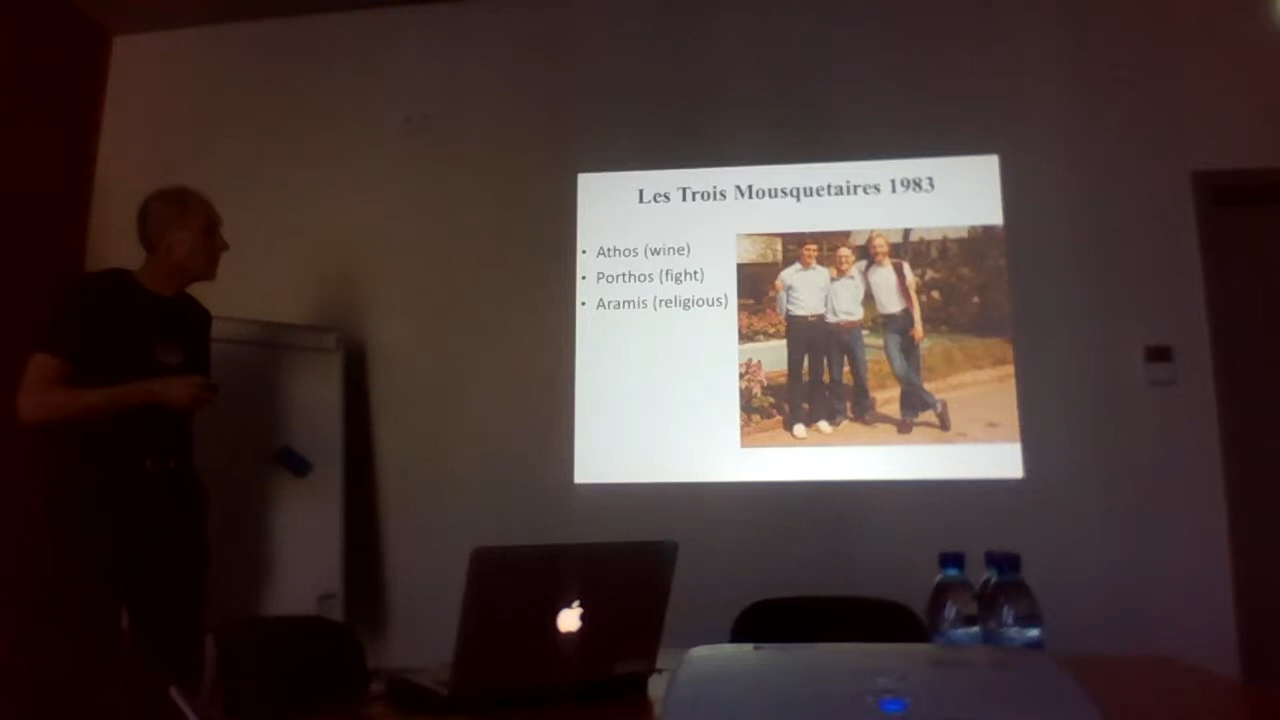 Les Trois Mousquetaires 1983
• Athos (wine)
• Porthos (fight)
• Aramis (religious)